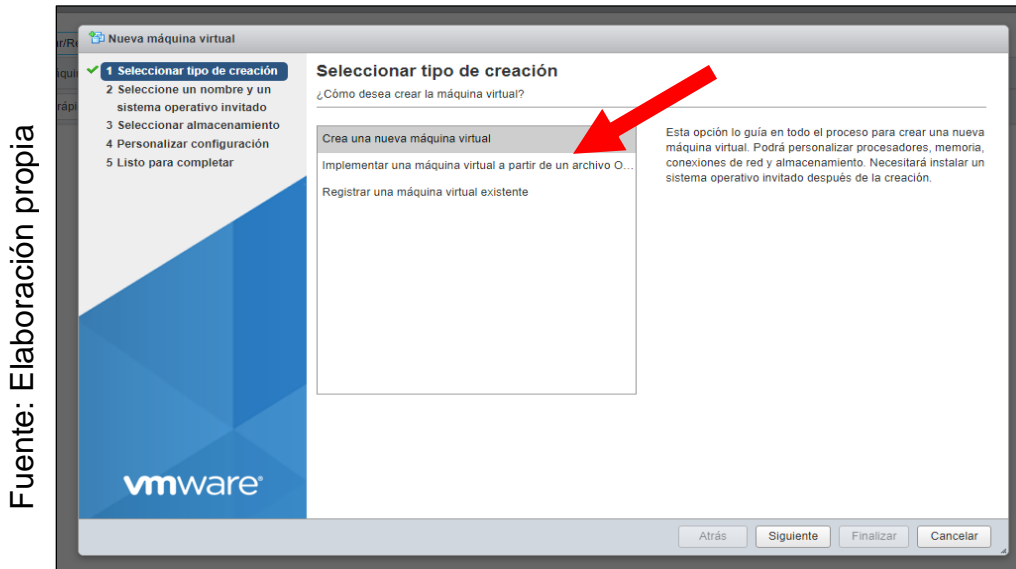 Fuente: Elaboración propia
Nueva máquina virtual
1 Seleccionar tipo de creación
2 Seleccione un nombre y un
sistema operativo invitado
3 Seleccionar almacenamiento
4 Personalizar configuración
5 Listo para completar
vmware®
Seleccionar tipo de creación
¿Cómo desea crear la máquina virtual?
Crea una nueva máquina virtual
Implementar una máquina virtual a partir de un archivo O...
Registrar una máquina virtual existente
Esta opción lo guía en todo el proceso para crear una nueva
máquina virtual. Podrá personalizar procesadores, memoria,
conexiones de red y almacenamiento. Necesitará instalar un
sistema operativo invitado después de la creación.
Atrás Siguiente Finalizar Cancelar